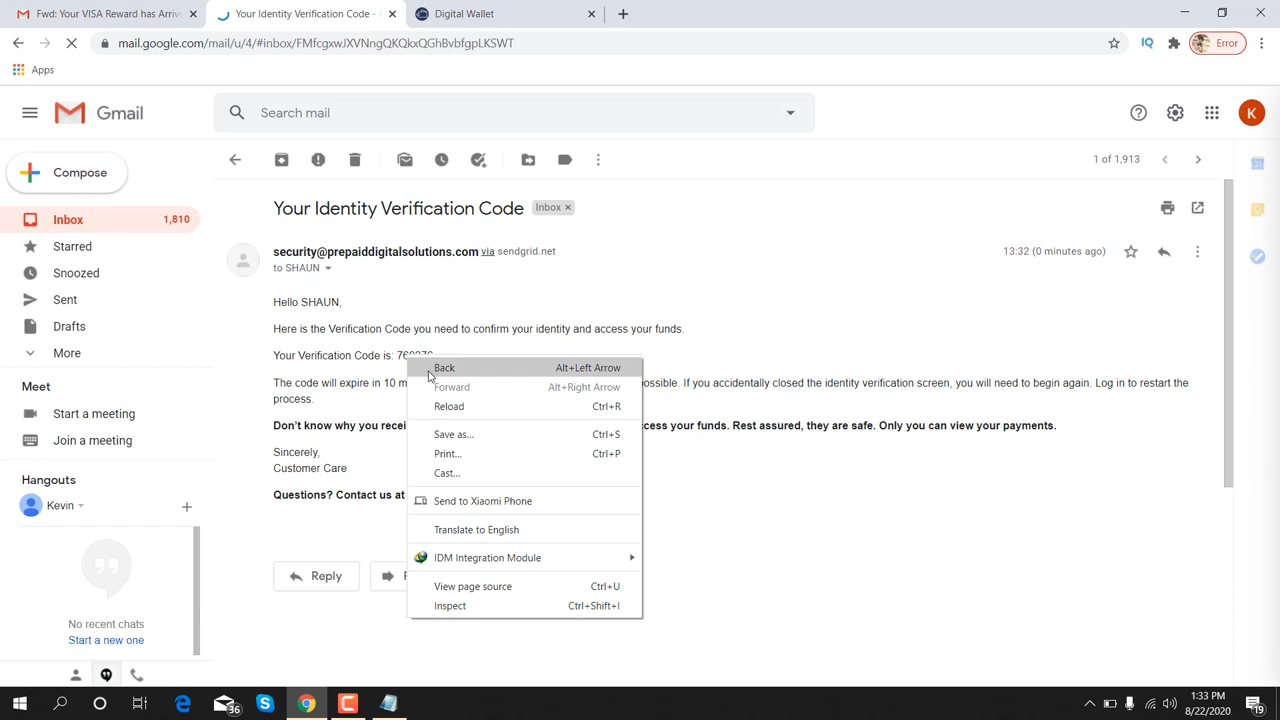 Fwd: Your VISA Reward has Arrive
Your Identity Verification Code -
Digital Wallet
mail.google.com/mail/u/4/#inbox/FMfcgxwJXVNngQKQkxQGhBvbfgpLKSWT
Error
Apps
Gmail
Search mail
K
Compose
1 of 1,913
Inbox 1,810
Starred
Snoozed
Sent
Drafts
More
Meet
Start a meeting
Join a meeting
Hangouts
Kevin
No recent chats
Start a new one
Your Identity Verification Code Inbox ×
security@prepaiddigitalsolutions.com via sendgrid.net 13:32 (0 minutes ago)
to SHAUN
Hello SHAUN,
Here is the Verification Code you need to confirm your identity and access your funds.
Your Verification Code is:
The code will expire in 10 If you accidentally closed the identity verification screen, you will need to begin again. Log in to restart the
process.
Don't know why you access your funds. Rest assured, they are safe. Only you can view your payments.
Sincerely,
Customer Care
Questions? Contact us at
Reply
Back Alt+Left Arrow
Forward Alt+Right Arrow
Reload Ctrl+R
Save as... Ctrl+S
Print... Ctrl+P
Cast...
Send to Xiaomi Phone
Translate to English
IDM Integration Module
View page source Ctrl+U
Inspect Ctrl+Shift+I
36
1:33 PM
8/22/2020
19